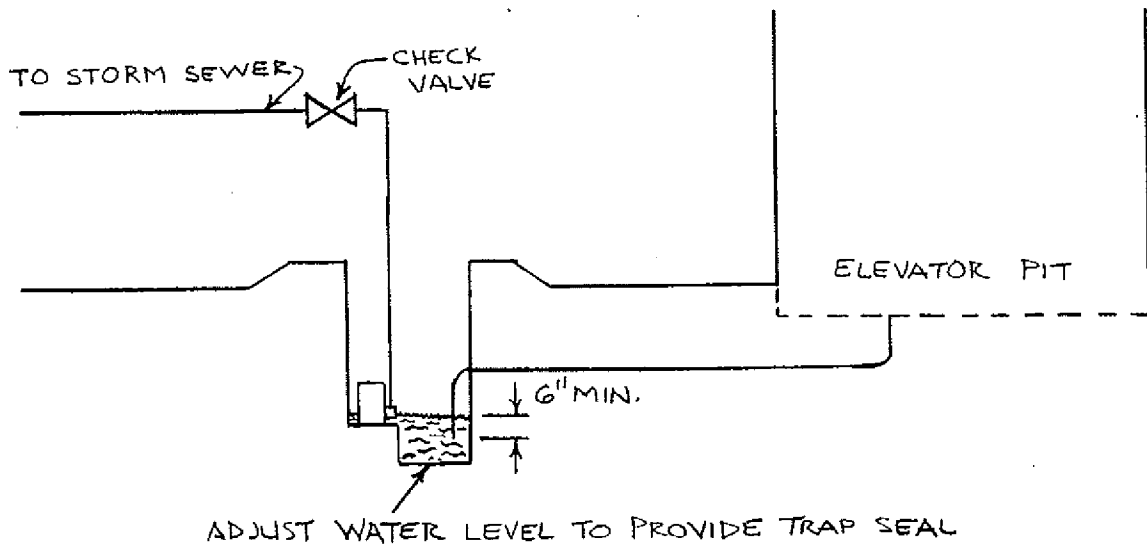 TO STORM SEWER
CHECK
VALVE
ELEVATOR PIT
6" MIN.
ADJUST WATER LEVEL TO PROVIDE TRAP SEAL